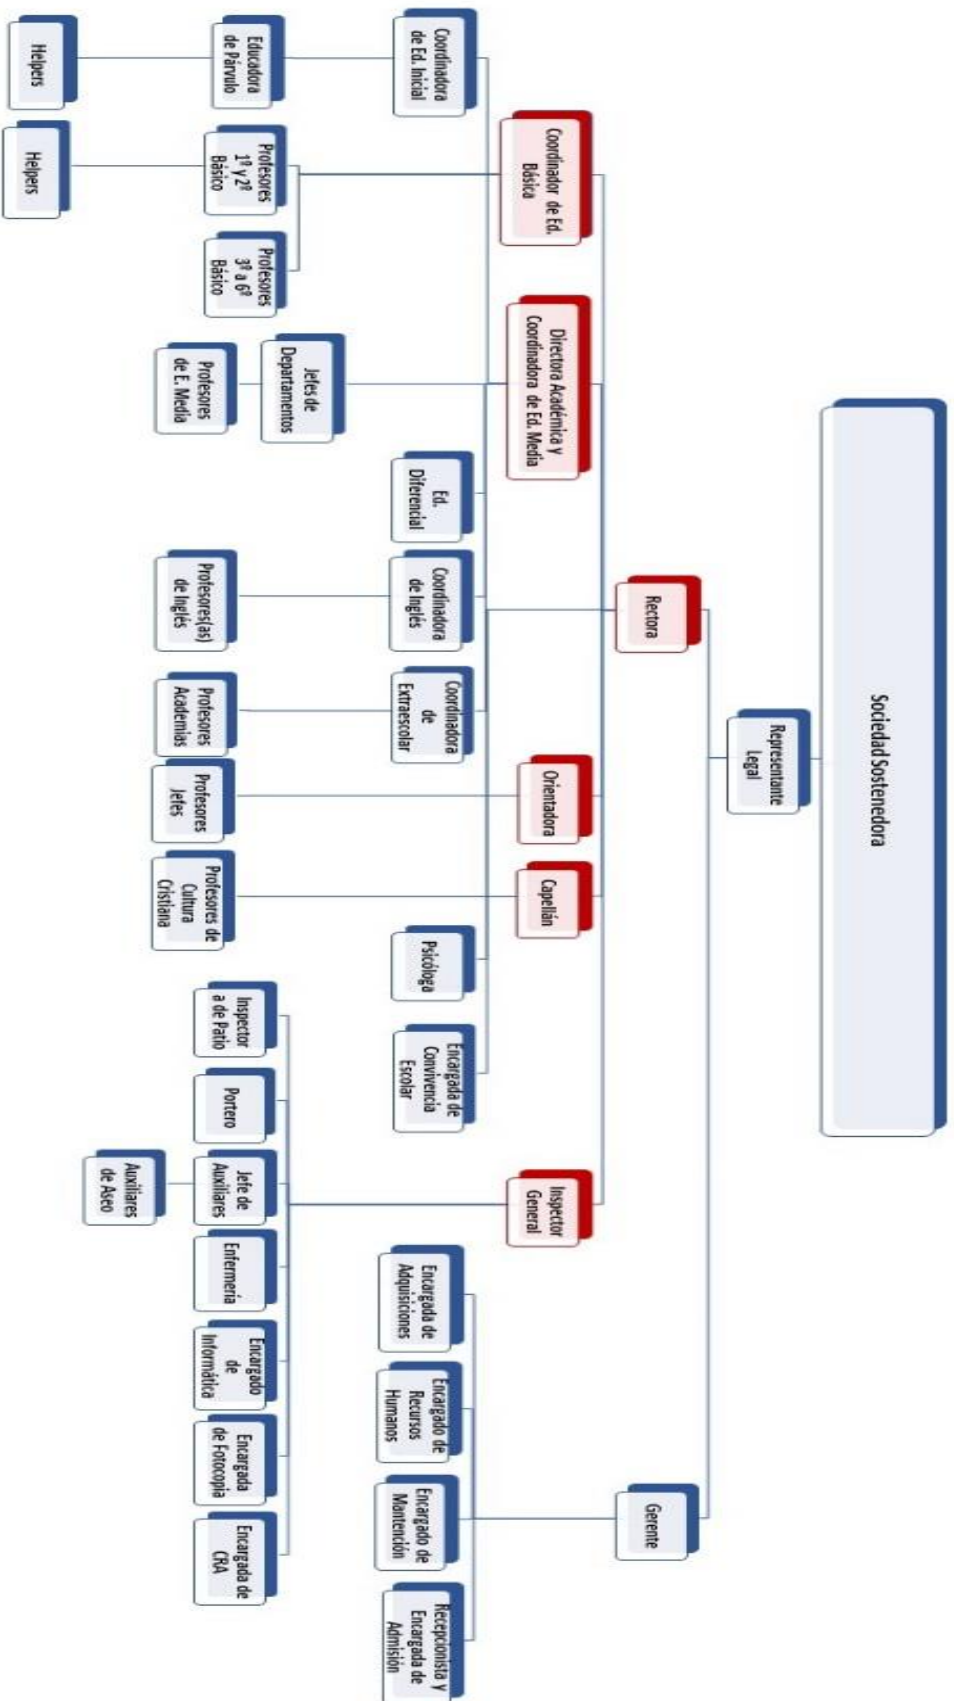 Sociedad Sostenedora
Representante
Legal
Rectora
Gerente
Coordinador de Ed.
Básica
Directora Académica y
Coordinadora de Ed. Media
Orientadora
Capellán
Inspector
General
Coordinadora
de Ed. Inicial
Ed.
Diferencial
Coordinadora
de Inglés
Coordinadora
de
Extraescolar
Psicóloga
Encargada de
Convivencia
Escolar
Encargada de
Adquisiciones
Encargado de
Recursos
Humanos
Encargado de
Mantención
Recepcionista y
Encargada de
Admisión
Educadora
de Párvulo
Profesores
1º y2º
Básico
Profesores
3º a 6º
Básico
Jefes de
Departamentos
Profesores
de E. Media
Profesores(as)
de Inglés
Profesores
Academias
Profesores
Jefes
Profesores de
Cultura
Cristiana
Inspector
a de Patio
Portero
Jefe de
Auxiliares
Enfermería
Encargado
de
Informática
Encargada
de Fotocopia
Encargada de
CRA
Auxiliares
de Aseo
Helpers
Helpers